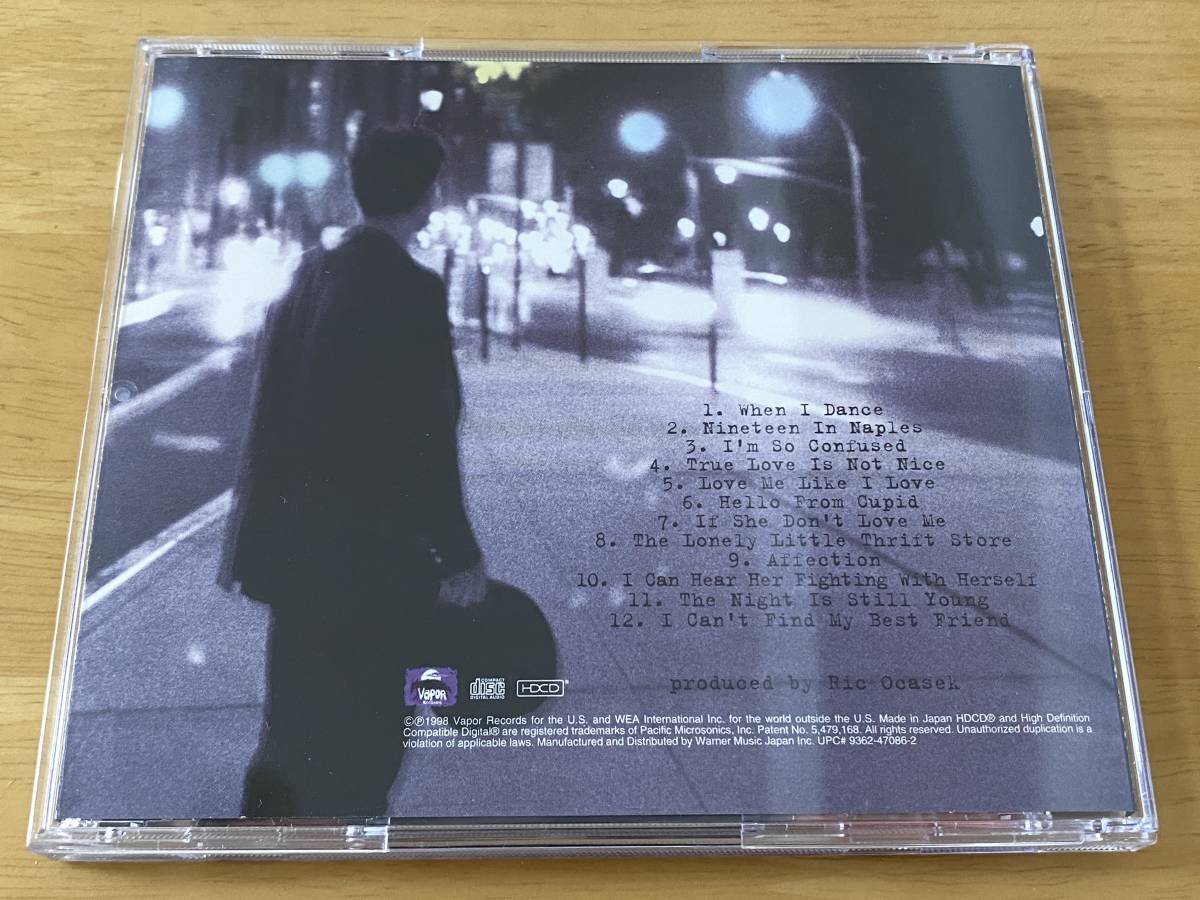 1. When I Dance
2. Nineteen In Naples
3. I'm So Confused
4. True Love Is Not Nice
5. Love Me Like I Love
6. Hello From Cupid
7. If She Don't Love Me
8. The Lonely Little Thrift Store
9. Affection
10. I Can Hear Her Fighting With Herself
11. The Night Is Still Young
12. I Can't Find My Best Friend
produced by Ric Ocasek
VAPOR RECORDS
COMPACT disc DIGITAL AUDIO
HDCD®
©℗1998 Vapor Records for the U.S. and WEA International Inc. for the world outside the U.S. Made in Japan HDCD® and High Definition
Compatible Digital® are registered trademarks of Pacific Microsonics, Inc. Patent No. 5,479,168. All rights reserved. Unauthorized duplication is a
violation of applicable laws. Manufactured and Distributed by Warner Music Japan Inc. UPC# 9362-47086-2